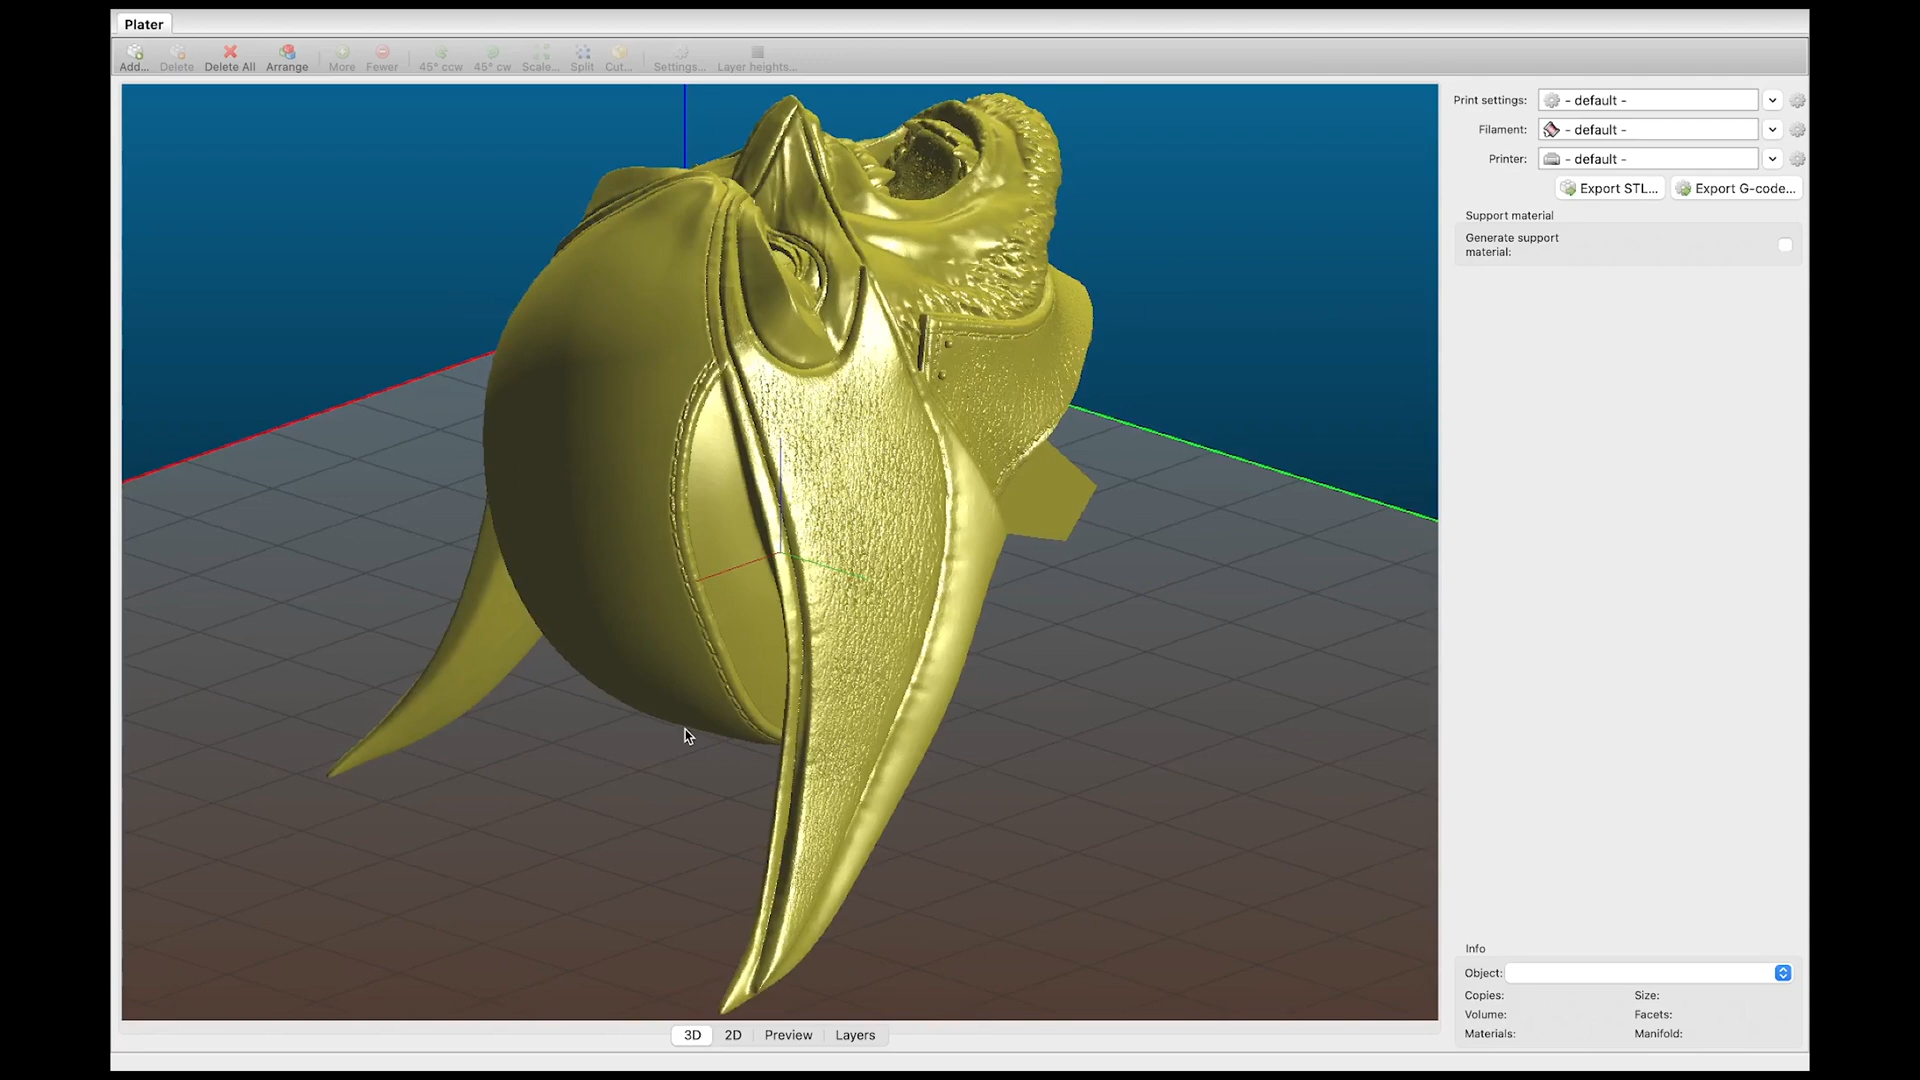 Plater
Add... Delete Delete All Arrange More Fewer 45° ccw 45° cw Scale... Split Cut... Settings... Layer heights...
Print settings: - default -
Filament: - default -
Printer: - default -
Export STL... Export G-code...
Support material
Generate support
material:
Info
Object:
Copies: Size:
Volume: Facets:
Materials: Manifold:
3D 2D Preview Layers